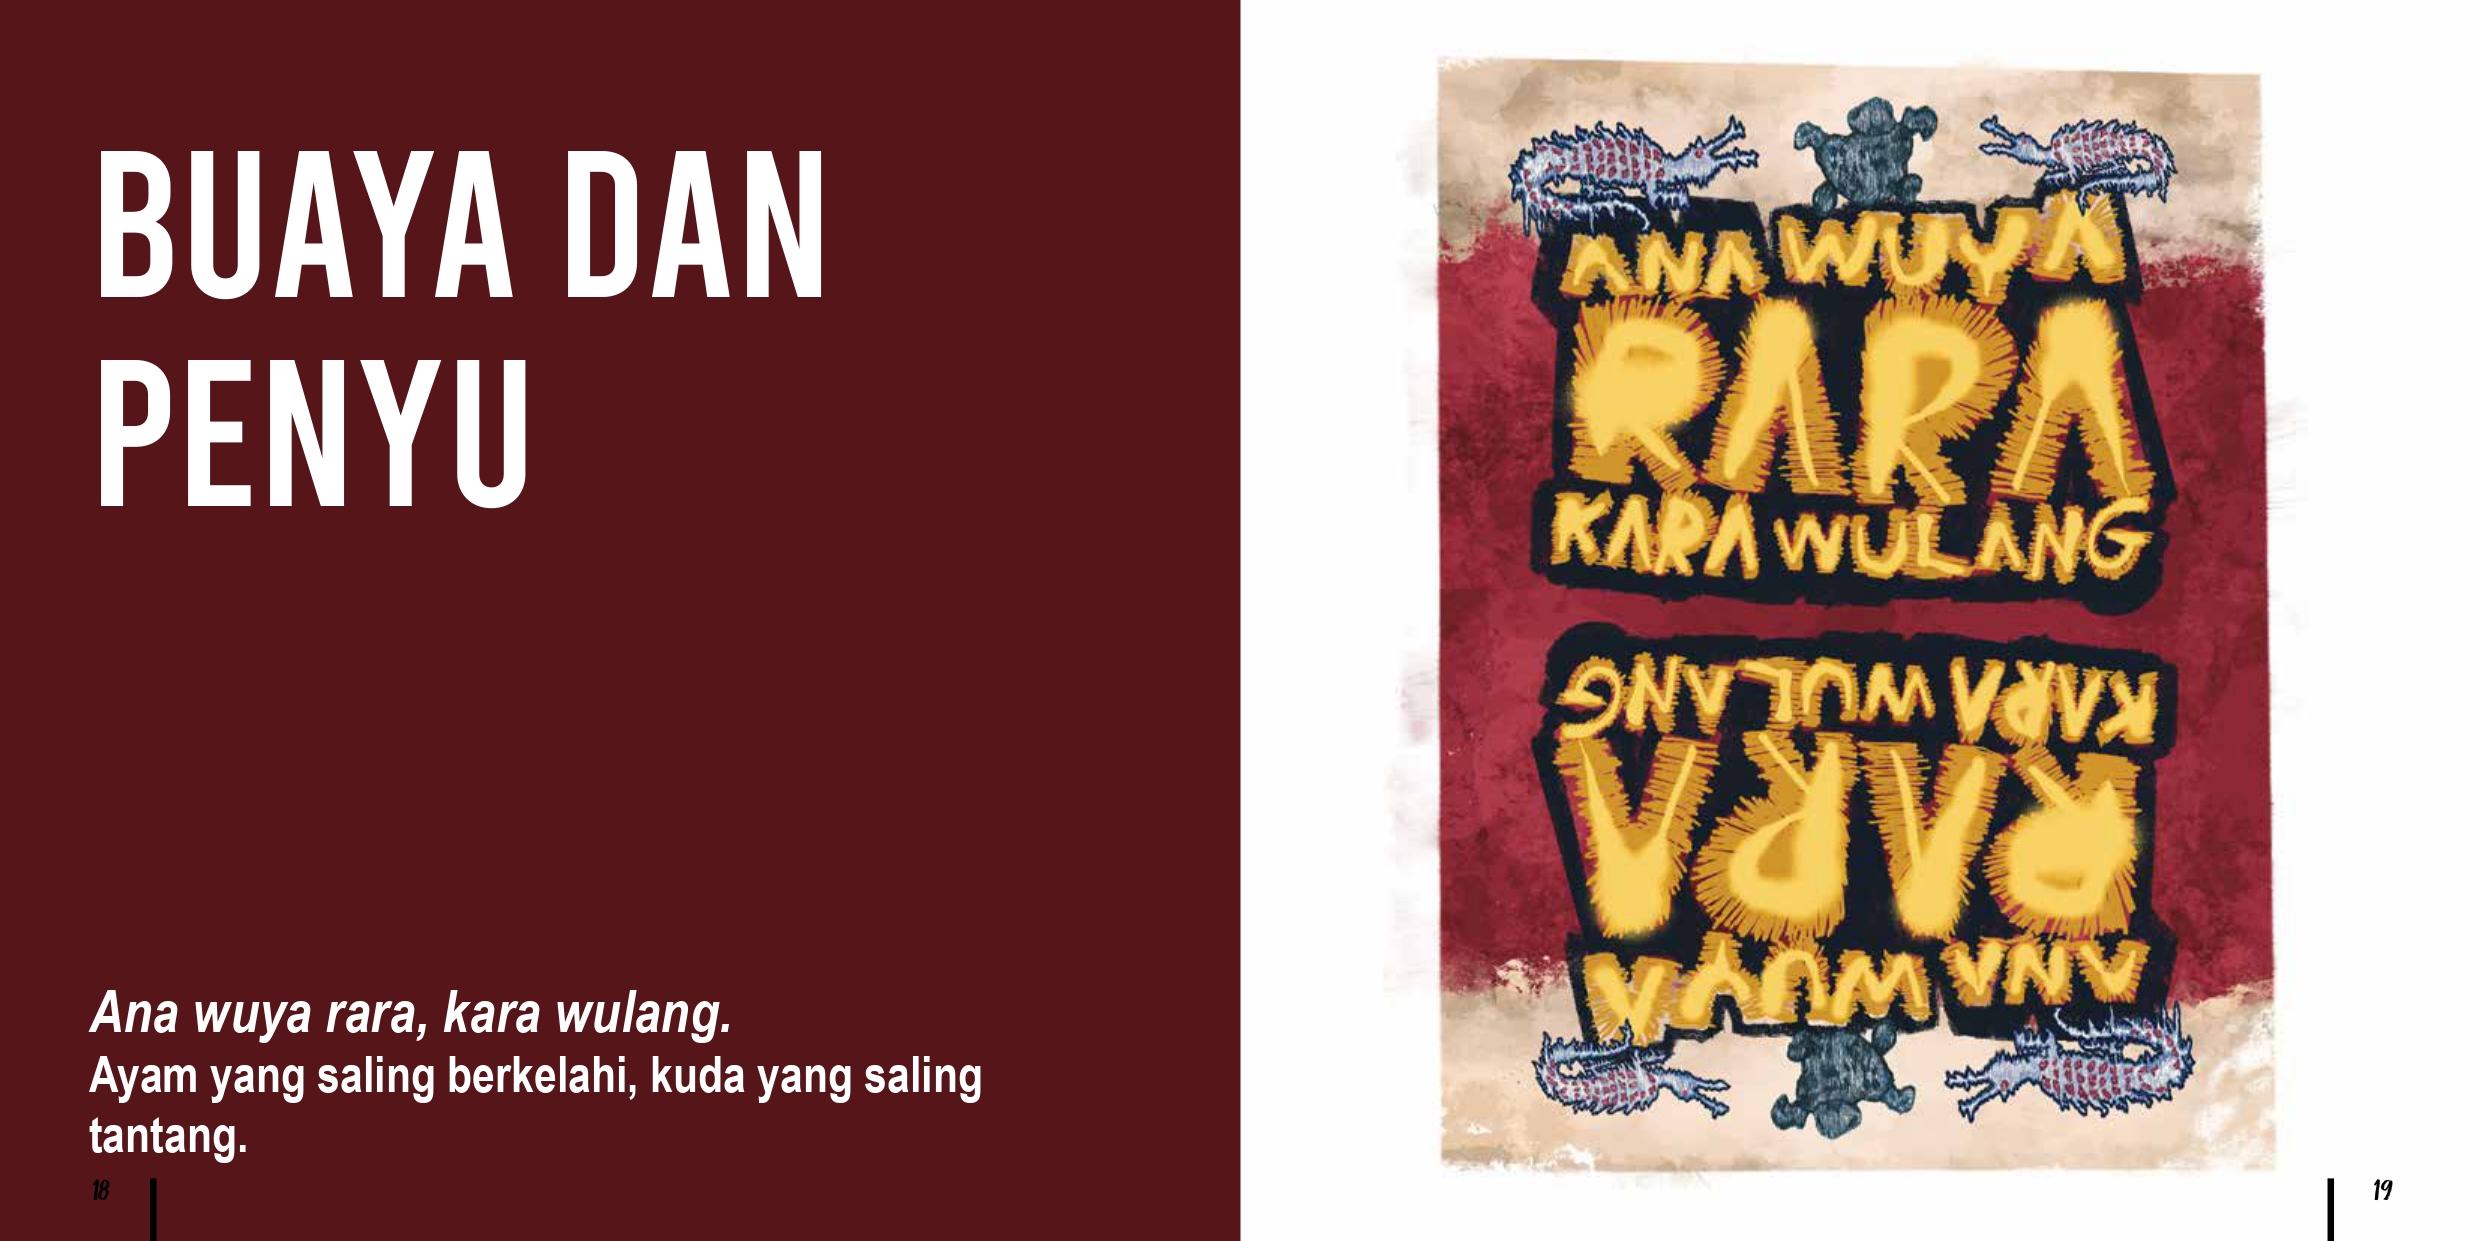 BUAYA DAN
PENYU
Ana wuya rara, kara wulang.
Ayam yang saling berkelahi, kuda yang saling
tantang.
18
ANA WUYA
RARA
KARA WULANG
KARA WULANG
RARA
ANA WUYA
19